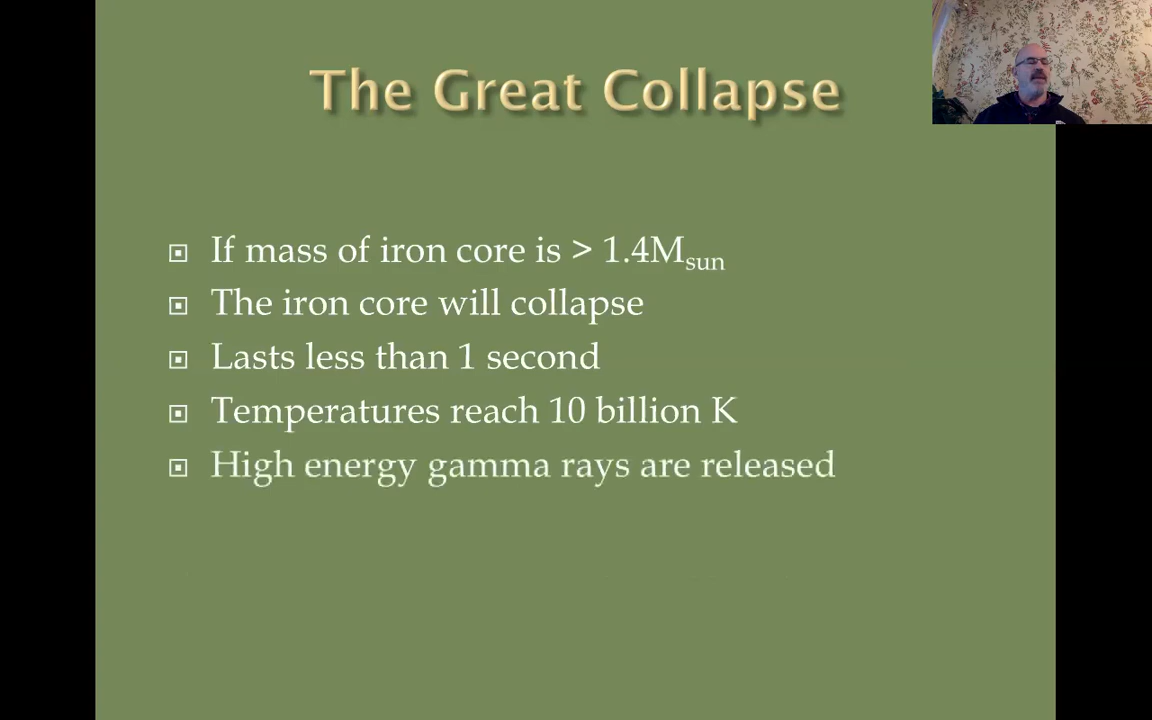 The Great Collapse
If mass of iron core is > 1.4Msun
The iron core will collapse
Lasts less than 1 second
Temperatures reach 10 billion K
High energy gamma rays are released